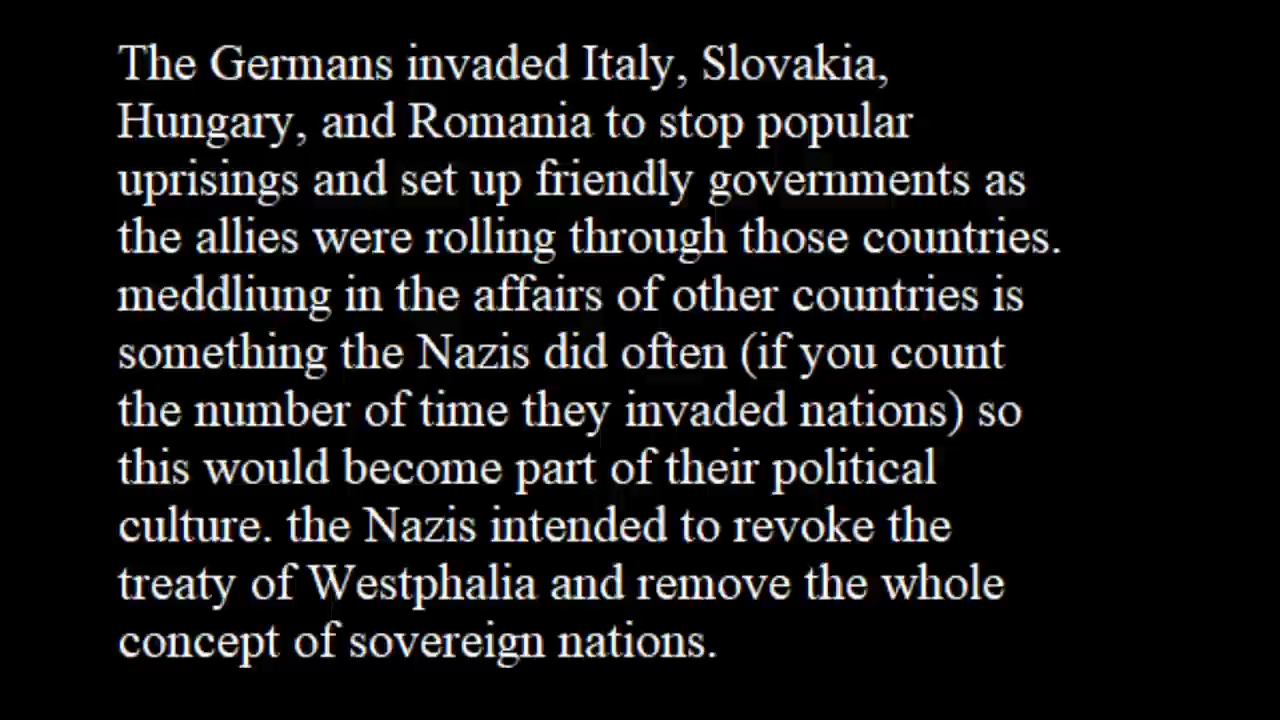 The Germans invaded Italy, Slovakia,
Hungary, and Romania to stop popular
uprisings and set up friendly governments as
the allies were rolling through those countries.
meddliung in the affairs of other countries is
something the Nazis did often (if you count
the number of time they invaded nations) so
this would become part of their political
culture. the Nazis intended to revoke the
treaty of Westphalia and remove the whole
concept of sovereign nations.